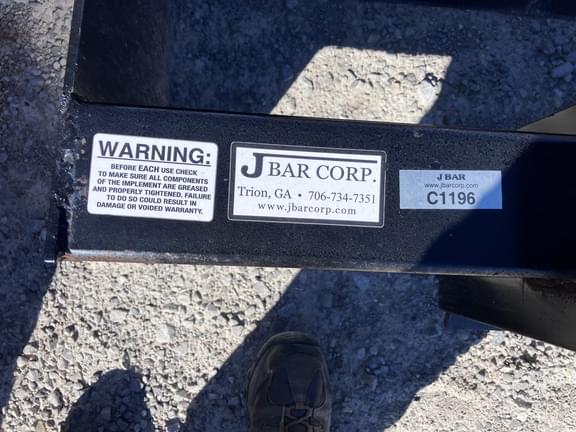 WARNING:
BEFORE EACH USE CHECK
TO MAKE SURE ALL COMPONENTS
OF THE IMPLEMENT ARE GREASED
AND PROPERLY TIGHTENED. FAILURE
TO DO SO COULD RESULT IN
DAMAGE OR VOIDED WARRANTY.
J BAR CORP.
Trion, GA • 706-734-7351
www.jbarcorp.com
J BAR
www.jbarcorp.com
C1196